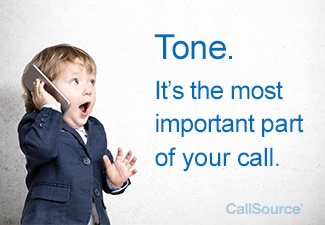 Tone.
It's the most
important part
of your call.
CallSource®